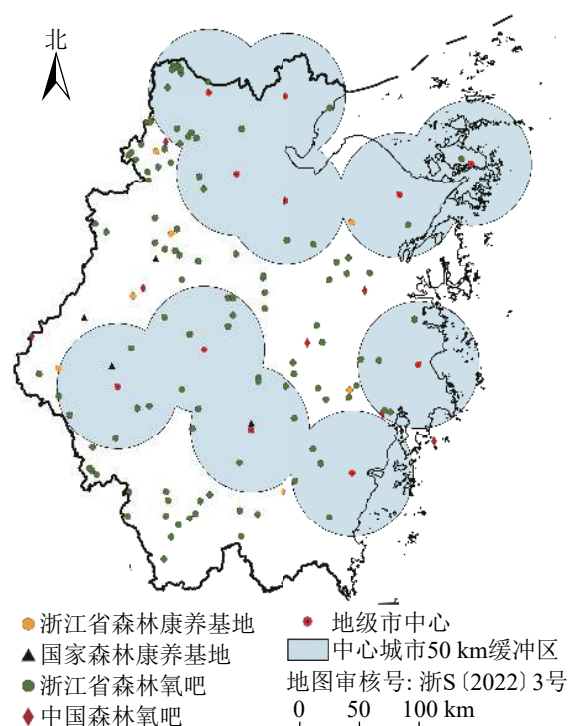 北
浙江省森林康养基地
国家森林康养基地
浙江省森林氧吧
中国森林氧吧
地级市中心
中心城市50 km缓冲区
地图审核号: 浙S〔2022〕3号
0 50 100 km